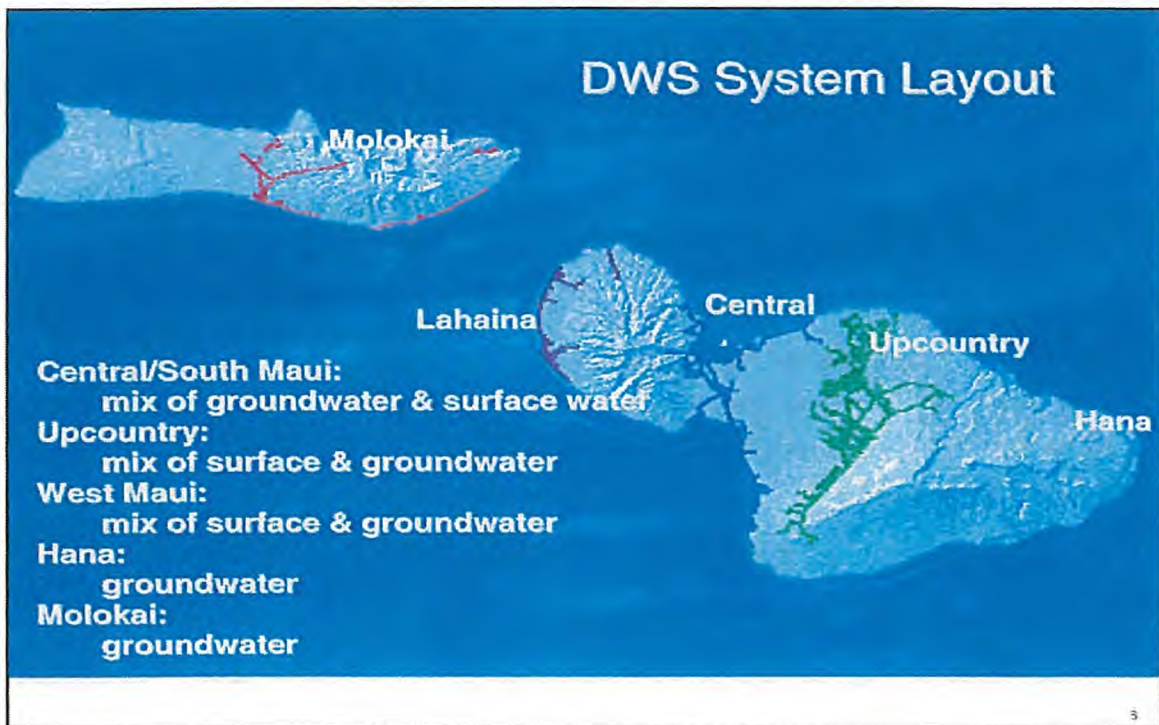 DWS System Layout
Molokai
Lahaina
Central
Upcountry
Hana
Central/South Maui:
mix of groundwater & surface water
Upcountry:
mix of surface & groundwater
West Maui:
mix of surface & groundwater
Hana:
groundwater
Molokai:
groundwater